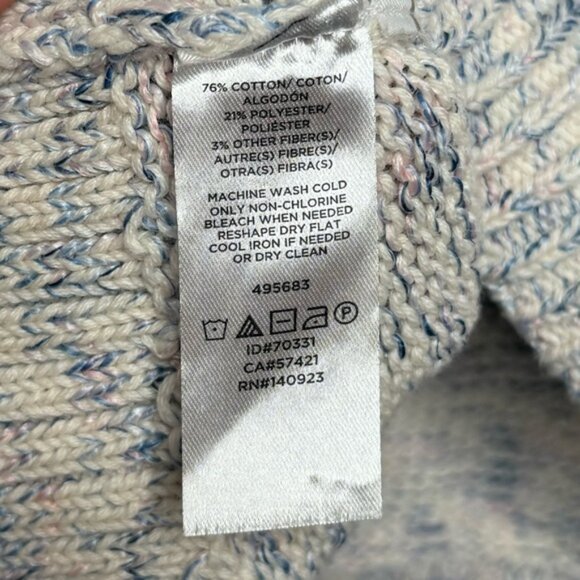 76% COTTON/ COTON/
ALGODÓN
21% POLYESTER/
POLIÉSTER
3% OTHER FIBER(S)/
AUTRE(S) FIBRE(S)/
OTRA(S) FIBRA(S)
MACHINE WASH COLD
ONLY NON-CHLORINE
BLEACH WHEN NEEDED
RESHAPE DRY FLAT
COOL IRON IF NEEDED
OR DRY CLEAN
495683
P
ID#70331
CA#57421
RN#140923